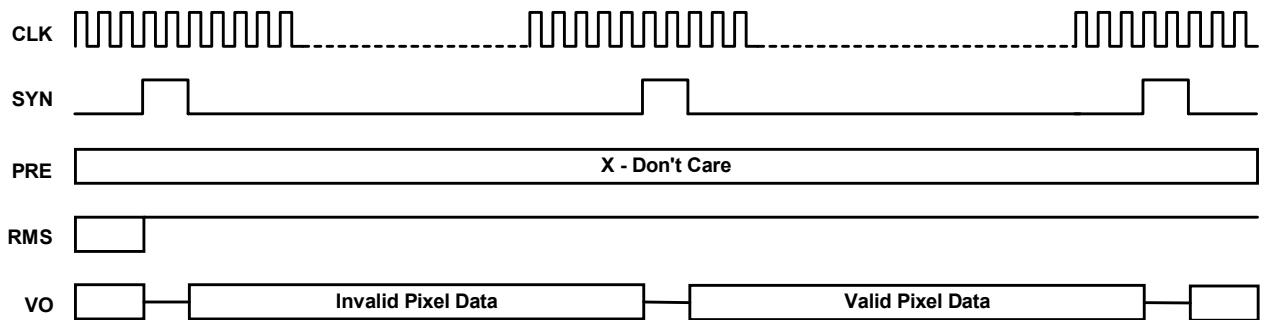 CLK
SYN
PRE X - Don't Care
RMS
VO Invalid Pixel Data Valid Pixel Data